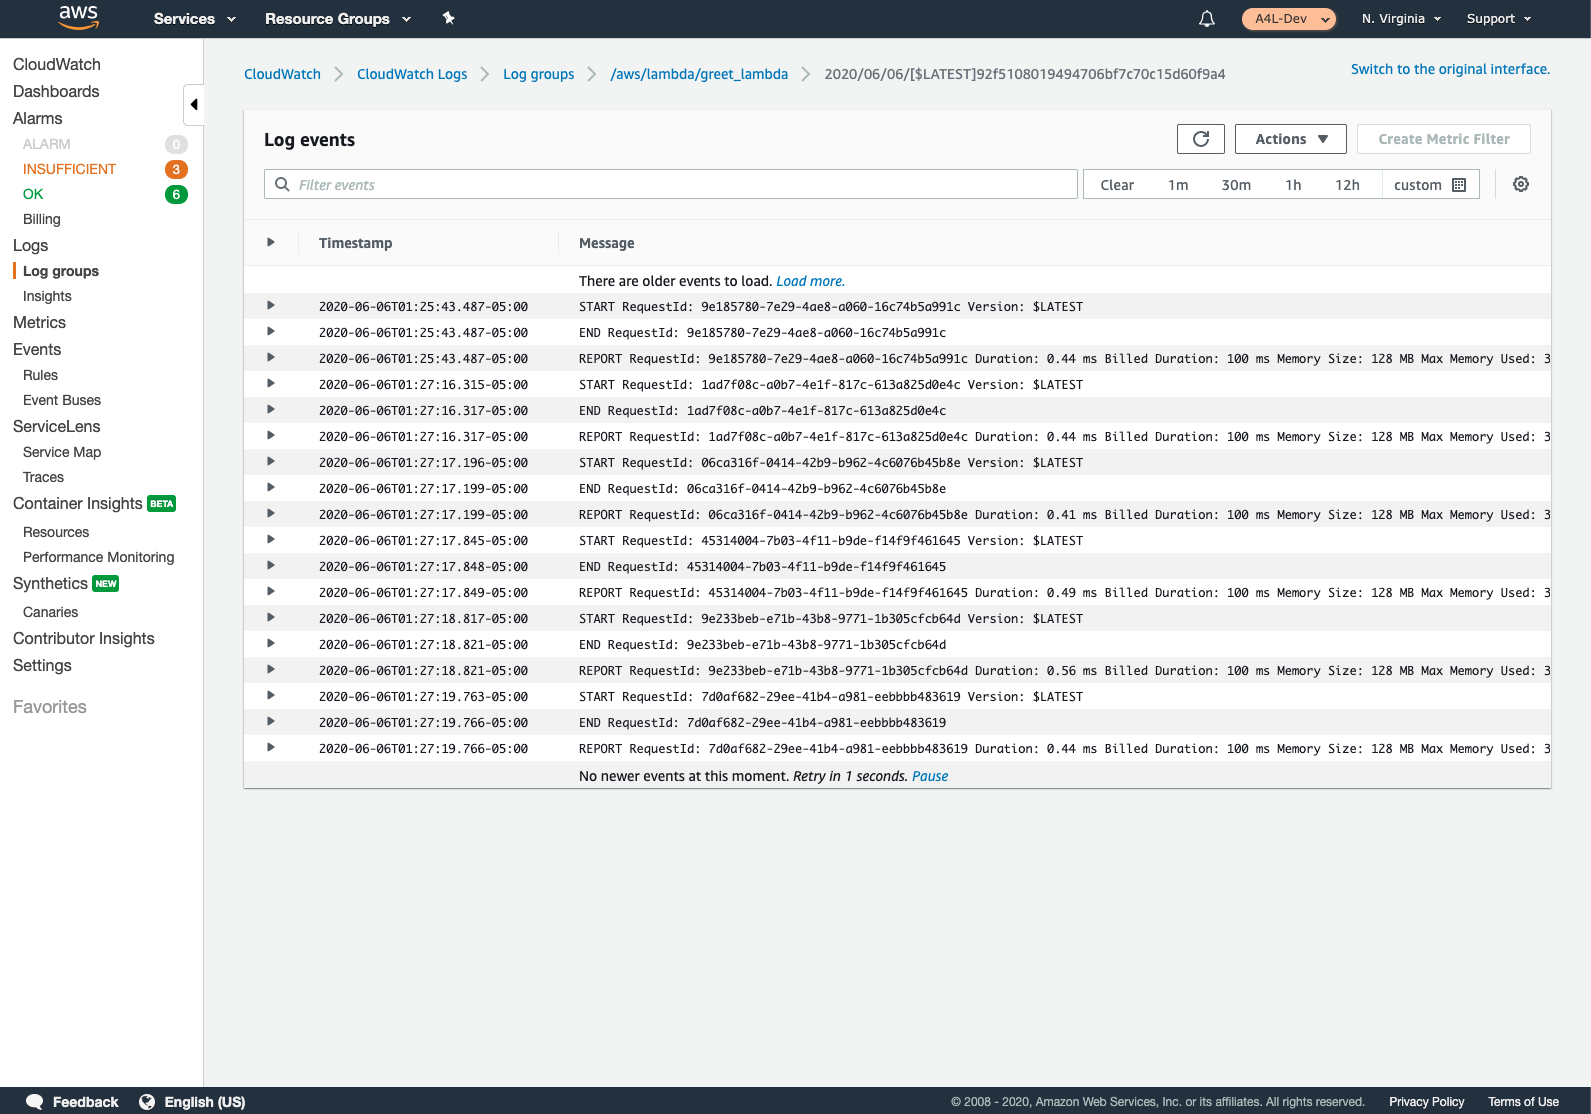 aws Services Resource Groups A4L-Dev N. Virginia Support
CloudWatch
Dashboards
Alarms
ALARM 0
INSUFFICIENT 3
OK 6
Billing
Logs
Log groups
Insights
Metrics
Events
Rules
Event Buses
ServiceLens
Service Map
Traces
Container Insights BETA
Resources
Performance Monitoring
Synthetics NEW
Canaries
Contributor Insights
Settings
Favorites
CloudWatch CloudWatch Logs Log groups /aws/lambda/greet_lambda 2020/06/06/[$LATEST]92f5108019494706bf7c70c15d60f9a4
Switch to the original interface.
Log events
Actions Create Metric Filter
Filter events Clear 1m 30m 1h 12h custom
Timestamp Message
There are older events to load. Load more.
2020-06-06T01:25:43.487-05:00 START RequestId: 9e185780-7e29-4ae8-a060-16c74b5a991c Version: $LATEST
2020-06-06T01:25:43.487-05:00 END RequestId: 9e185780-7e29-4ae8-a060-16c74b5a991c
2020-06-06T01:25:43.487-05:00 REPORT RequestId: 9e185780-7e29-4ae8-a060-16c74b5a991c Duration: 0.44 ms Billed Duration: 100 ms Memory Size: 128 MB Max Memory Used: 3
2020-06-06T01:27:16.315-05:00 START RequestId: 1ad7f08c-a0b7-4e1f-817c-613a825d0e4c Version: $LATEST
2020-06-06T01:27:16.317-05:00 END RequestId: 1ad7f08c-a0b7-4e1f-817c-613a825d0e4c
2020-06-06T01:27:16.317-05:00 REPORT RequestId: 1ad7f08c-a0b7-4e1f-817c-613a825d0e4c Duration: 0.44 ms Billed Duration: 100 ms Memory Size: 128 MB Max Memory Used: 3
2020-06-06T01:27:17.196-05:00 START RequestId: 06ca316f-0414-42b9-b962-4c6076b45b8e Version: $LATEST
2020-06-06T01:27:17.199-05:00 END RequestId: 06ca316f-0414-42b9-b962-4c6076b45b8e
2020-06-06T01:27:17.199-05:00 REPORT RequestId: 06ca316f-0414-42b9-b962-4c6076b45b8e Duration: 0.41 ms Billed Duration: 100 ms Memory Size: 128 MB Max Memory Used: 3
2020-06-06T01:27:17.845-05:00 START RequestId: 45314004-7b03-4f11-b9de-f14f9f461645 Version: $LATEST
2020-06-06T01:27:17.848-05:00 END RequestId: 45314004-7b03-4f11-b9de-f14f9f461645
2020-06-06T01:27:17.849-05:00 REPORT RequestId: 45314004-7b03-4f11-b9de-f14f9f461645 Duration: 0.49 ms Billed Duration: 100 ms Memory Size: 128 MB Max Memory Used: 3
2020-06-06T01:27:18.817-05:00 START RequestId: 9e233beb-e71b-43b8-9771-1b305cfcb64d Version: $LATEST
2020-06-06T01:27:18.821-05:00 END RequestId: 9e233beb-e71b-43b8-9771-1b305cfcb64d
2020-06-06T01:27:18.821-05:00 REPORT RequestId: 9e233beb-e71b-43b8-9771-1b305cfcb64d Duration: 0.56 ms Billed Duration: 100 ms Memory Size: 128 MB Max Memory Used: 3
2020-06-06T01:27:19.763-05:00 START RequestId: 7d0af682-29ee-41b4-a981-eebbbb483619 Version: $LATEST
2020-06-06T01:27:19.766-05:00 END RequestId: 7d0af682-29ee-41b4-a981-eebbbb483619
2020-06-06T01:27:19.766-05:00 REPORT RequestId: 7d0af682-29ee-41b4-a981-eebbbb483619 Duration: 0.44 ms Billed Duration: 100 ms Memory Size: 128 MB Max Memory Used: 3
No newer events at this moment. Retry in 1 seconds. Pause
Feedback English (US) © 2008 - 2020, Amazon Web Services, Inc. or its affiliates. All rights reserved. Privacy Policy Terms of Use